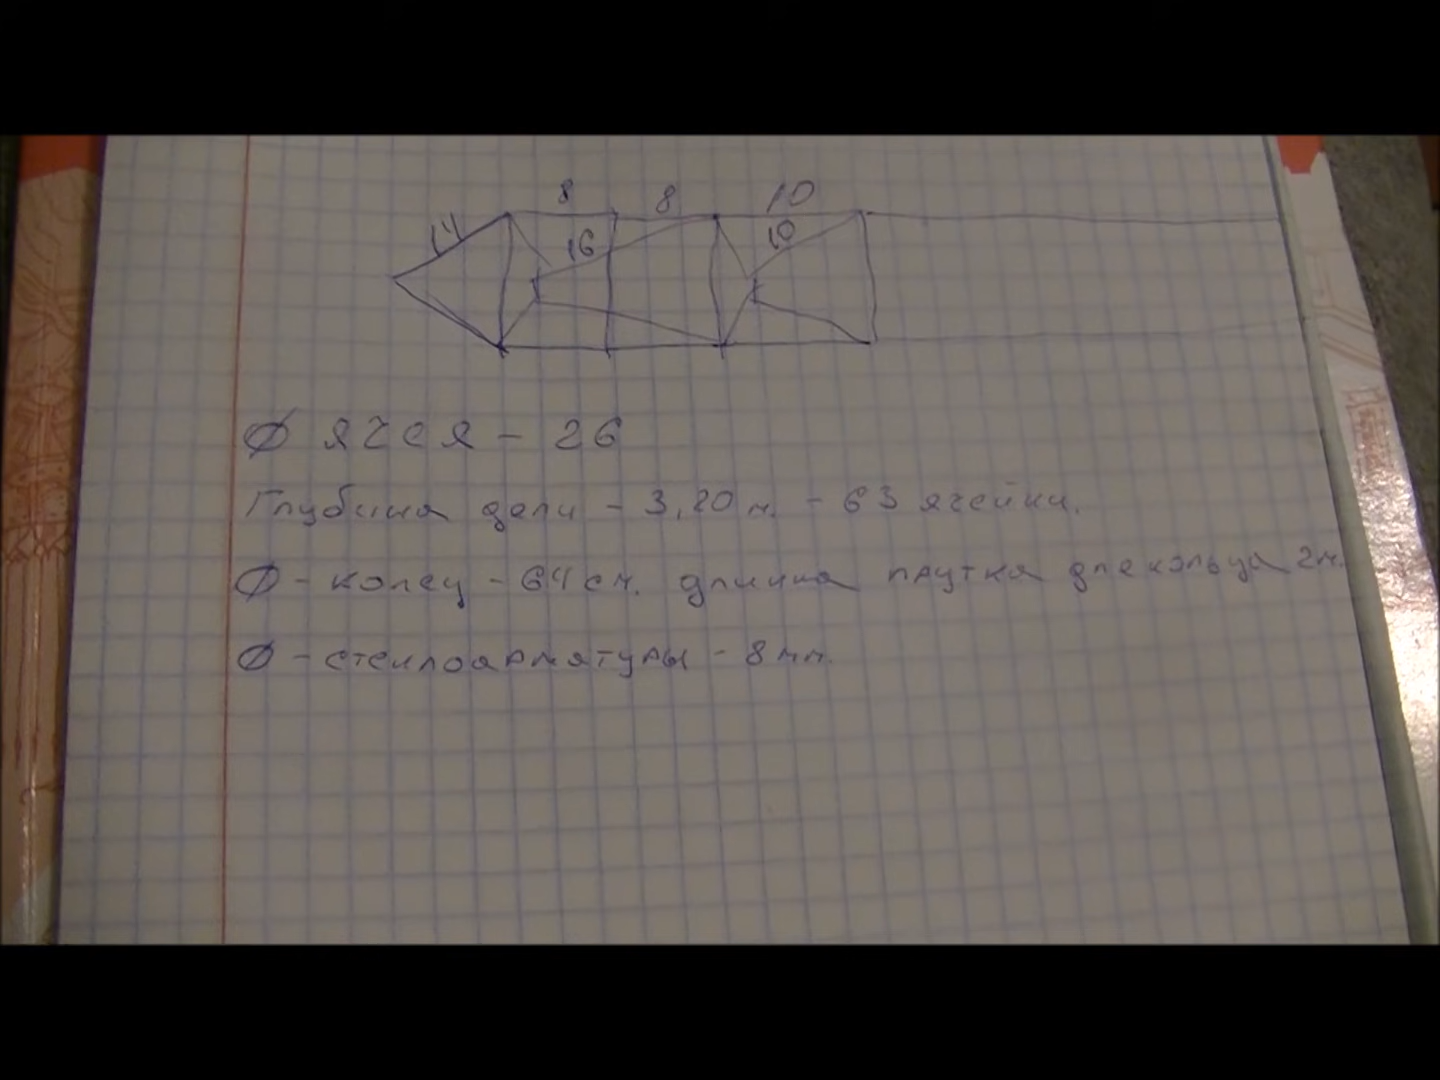 8 8 10
14 16 10
Ø ячея - 26
Глубина дели - 3,20 м. - 63 ячейки.
Ø - колец - 64 см. длинна прутка для кольца 2 м.
Ø - стеклоарматуры - 8 мм.